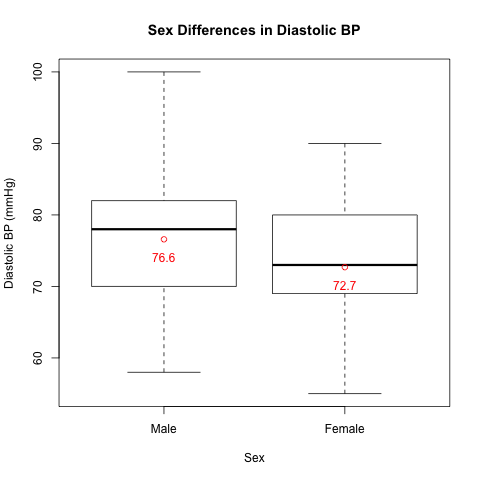 Sex Differences in Diastolic BP
Diastolic BP (mmHg)
100
90
80
70
60
76.6
72.7
Male
Female
Sex